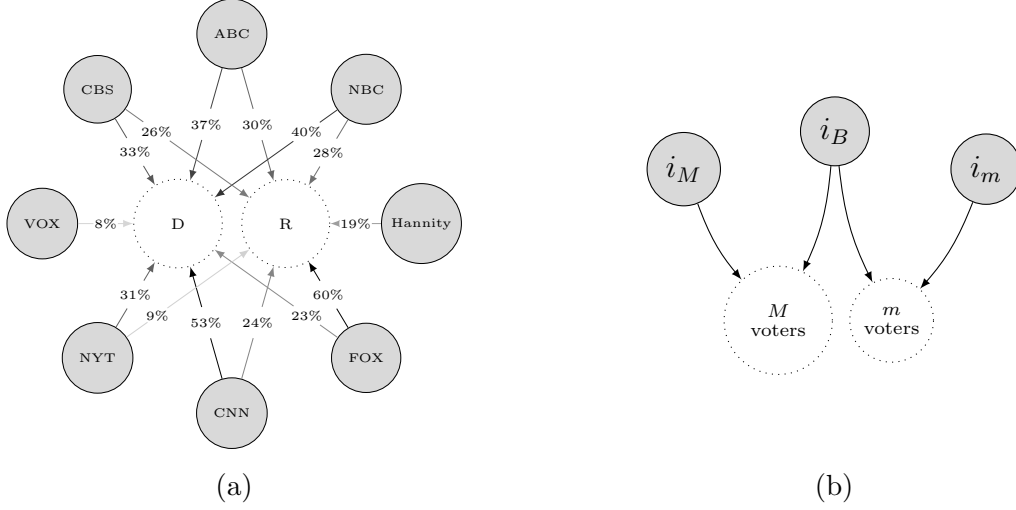 ABC
CBS
NBC
26%
37%
30%
40%
33%
28%
VOX
8%
D
R
19%
Hannity
31%
9%
53%
24%
60%
23%
NYT
CNN
FOX
(a)
i_M
i_B
i_m
M
voters
m
voters
(b)